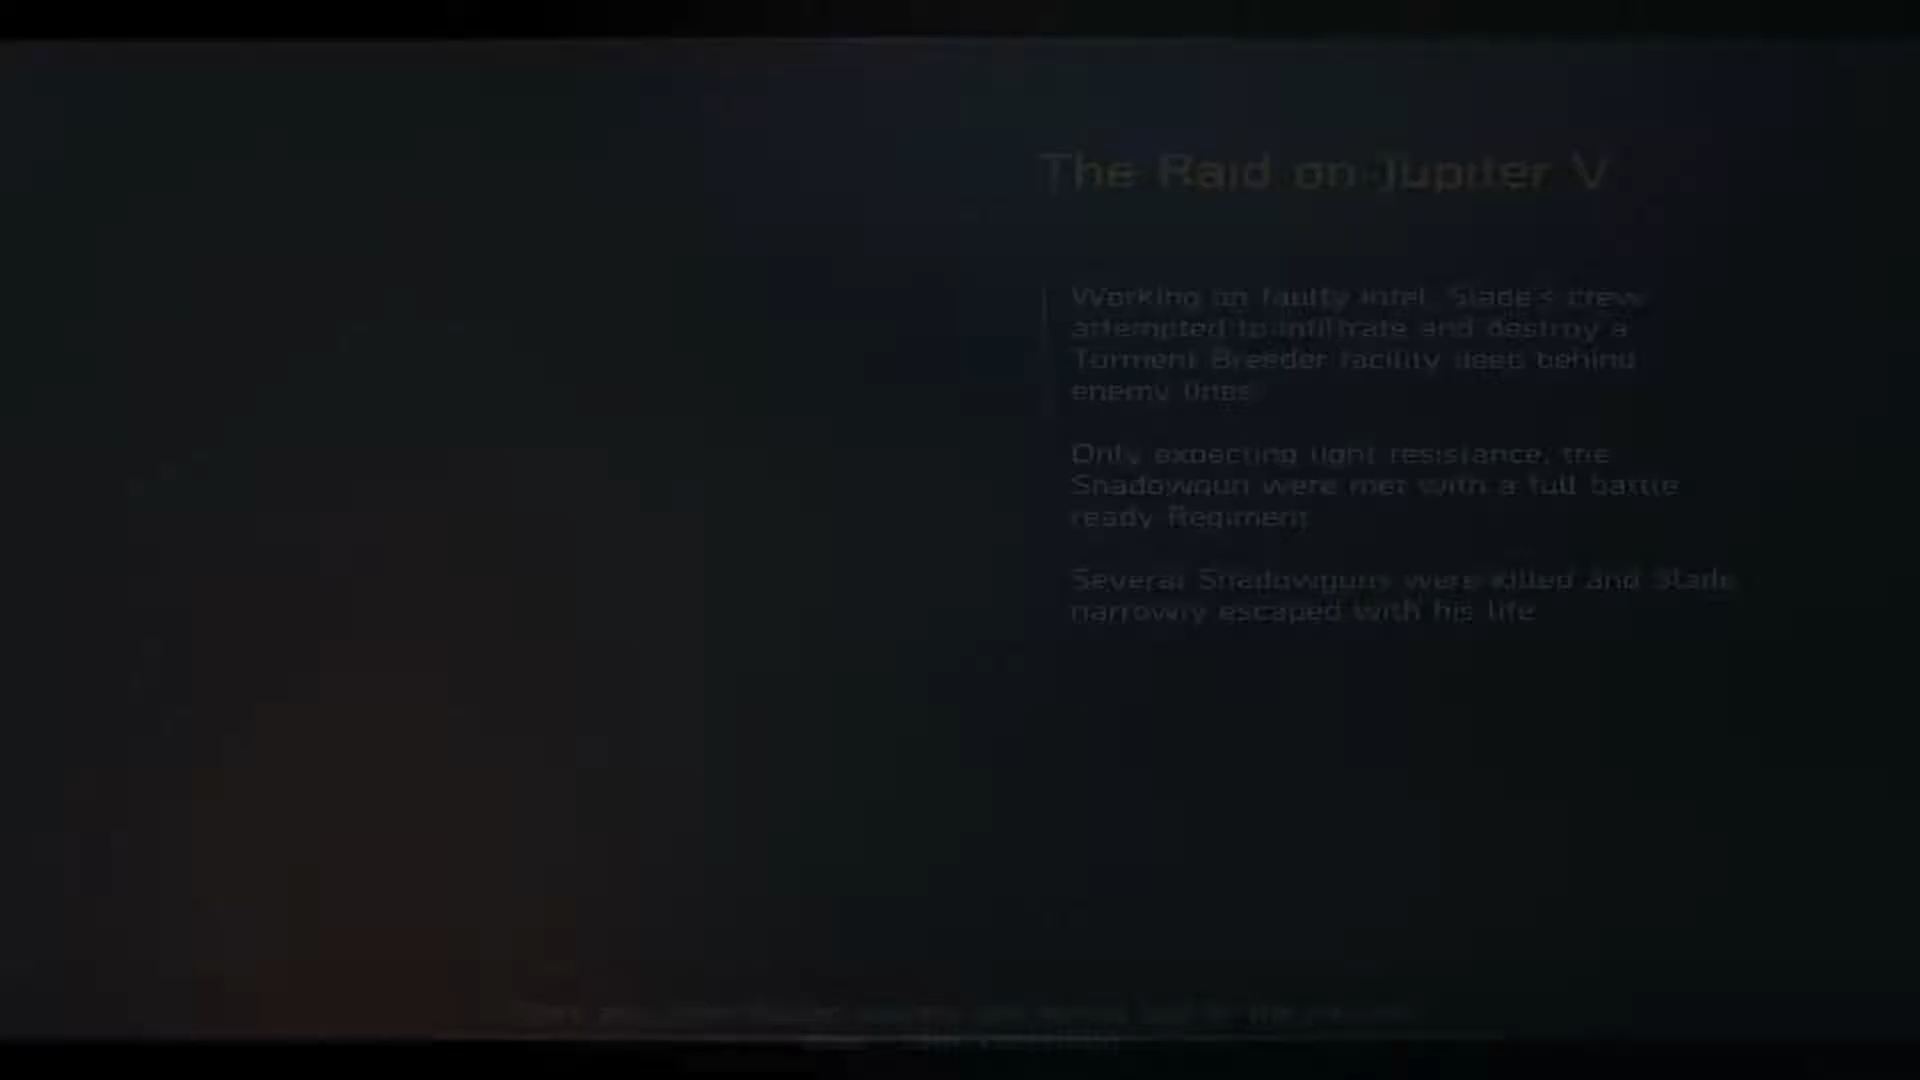 The Raid on Jupiter V
Working on faulty intel, Slade's crew
attempted to infiltrate and destroy a
Torment Breeder facility deep behind
enemy lines.
Only expecting light resistance, the
Shadowgun were met with a full battle
ready Regiment.
Several Shadowguns were killed and Slade
narrowly escaped with his life